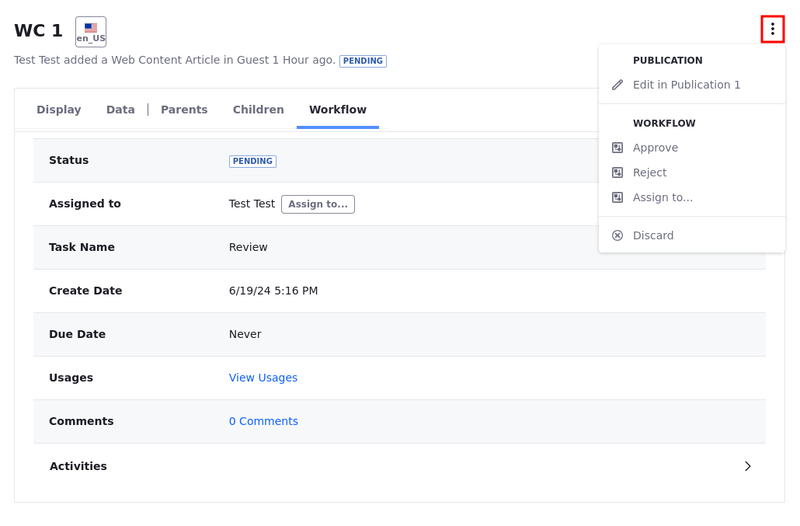 WC 1
en_US
Test Test added a Web Content Article in Guest 1 Hour ago. PENDING
PUBLICATION
Edit in Publication 1
WORKFLOW
Approve
Reject
Assign to...
Discard
Display Data | Parents Children Workflow
Status PENDING
Assigned to Test Test Assign to...
Task Name Review
Create Date 6/19/24 5:16 PM
Due Date Never
Usages View Usages
Comments 0 Comments
Activities